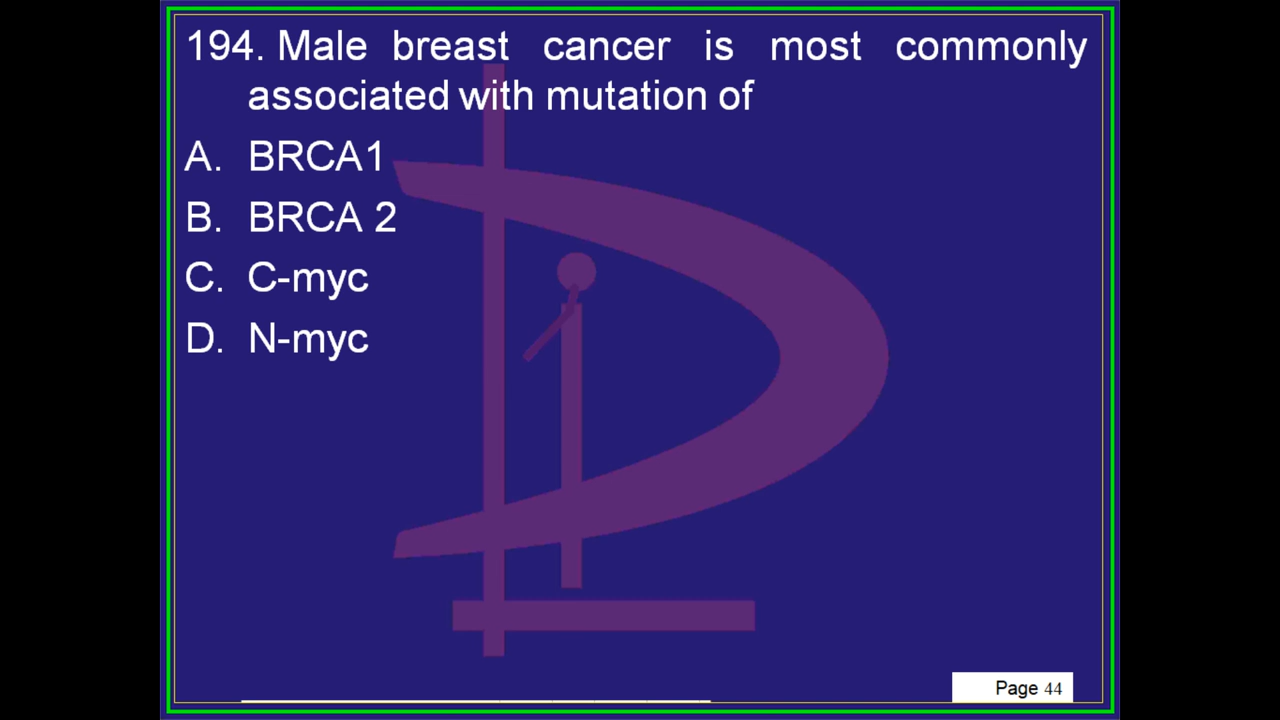 194. Male breast cancer is most commonly
associated with mutation of
A. BRCA1
B. BRCA 2
C. C-myc
D. N-myc
Page 44